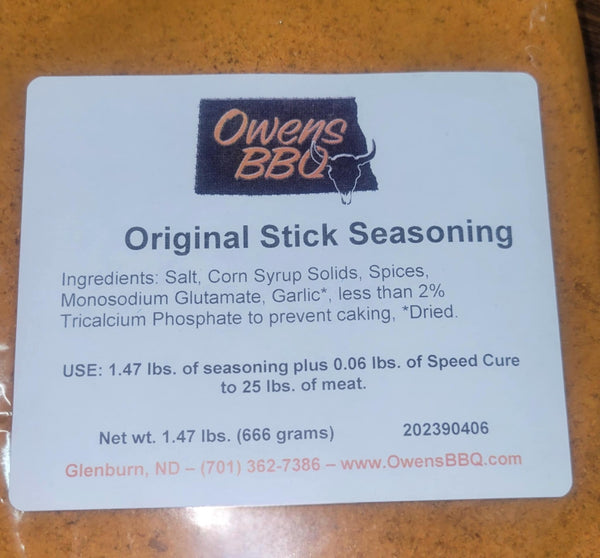 Owens
BBQ
Original Stick Seasoning
Ingredients: Salt, Corn Syrup Solids, Spices,
Monosodium Glutamate, Garlic*, less than 2%
Tricalcium Phosphate to prevent caking, *Dried.
USE: 1.47 lbs. of seasoning plus 0.06 lbs. of Speed Cure
to 25 lbs. of meat.
Net wt. 1.47 lbs. (666 grams) 202390406
Glenburn, ND – (701) 362-7386 – www.OwensBBQ.com